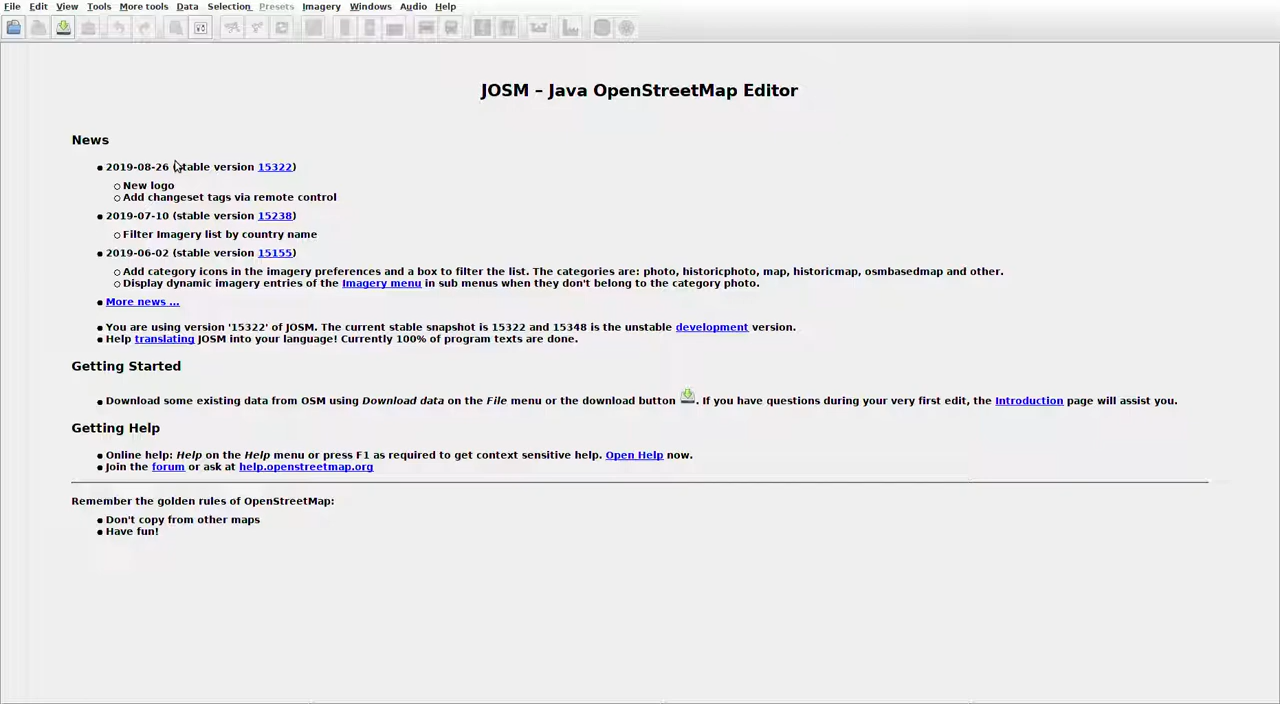 File Edit View Tools More tools Data Selection Presets Imagery Windows Audio Help
JOSM – Java OpenStreetMap Editor
News
2019-08-26 (stable version 15322)
New logo
Add changeset tags via remote control
2019-07-10 (stable version 15238)
Filter Imagery list by country name
2019-06-02 (stable version 15155)
Add category icons in the imagery preferences and a box to filter the list. The categories are: photo, historicphoto, map, historicmap, osmbasedmap and other.
Display dynamic imagery entries of the Imagery menu in sub menus when they don't belong to the category photo.
More news ...
You are using version '15322' of JOSM. The current stable snapshot is 15322 and 15348 is the unstable development version.
Help translating JOSM into your language! Currently 100% of program texts are done.
Getting Started
Download some existing data from OSM using Download data on the File menu or the download button . If you have questions during your very first edit, the Introduction page will assist you.
Getting Help
Online help: Help on the Help menu or press F1 as required to get context sensitive help. Open Help now.
Join the forum or ask at help.openstreetmap.org
Remember the golden rules of OpenStreetMap:
Don't copy from other maps
Have fun!